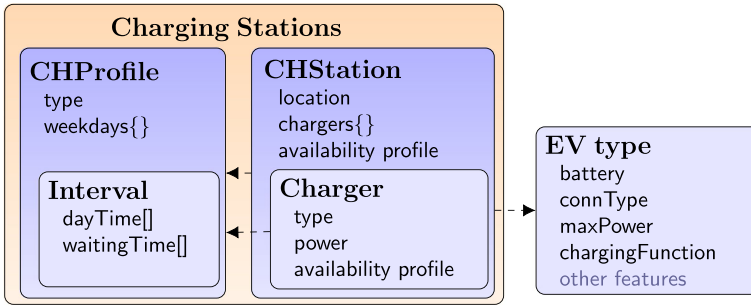 Charging Stations
CHProfile
type
weekdays{}
Interval
dayTime[]
waitingTime[]
CHStation
location
chargers{}
availability profile
Charger
type
power
availability profile
EV type
battery
connType
maxPower
chargingFunction
other features